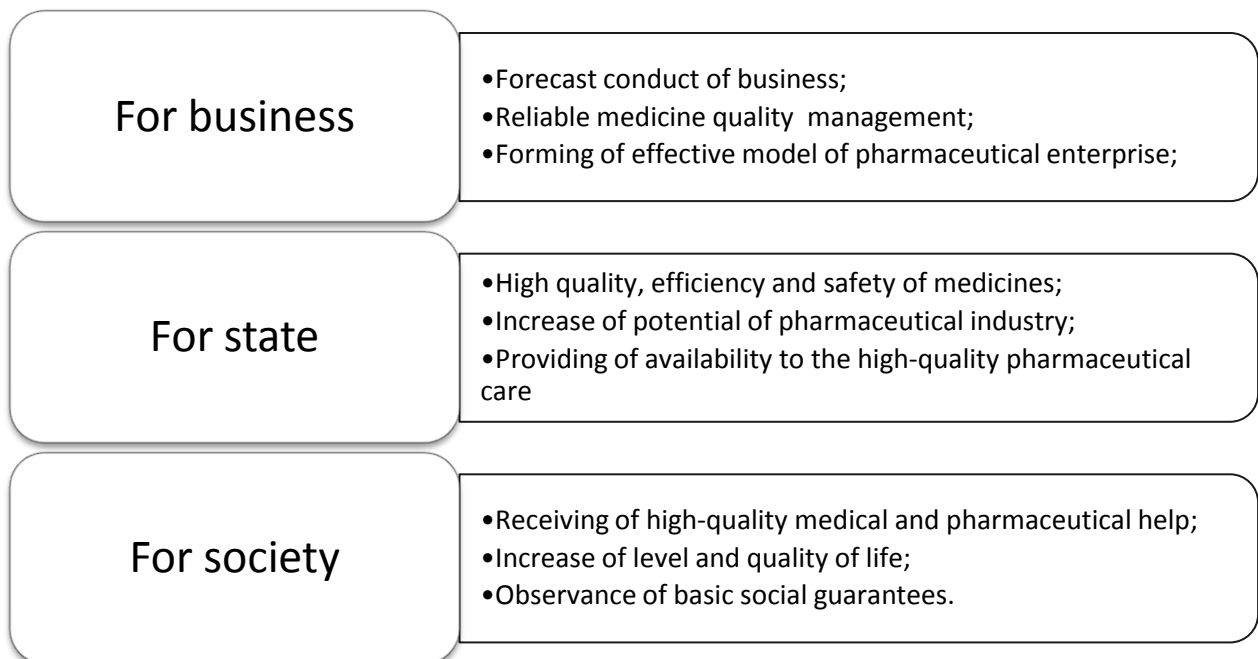 For business
•Forecast conduct of business;
•Reliable medicine quality  management;
•Forming of effective model of pharmaceutical enterprise;
For state
•High quality, efficiency and safety of medicines;
•Increase of potential of pharmaceutical industry;
•Providing of availability to the high-quality pharmaceutical
care
For society
•Receiving of high-quality medical and pharmaceutical help;
•Increase of level and quality of life;
•Observance of basic social guarantees.